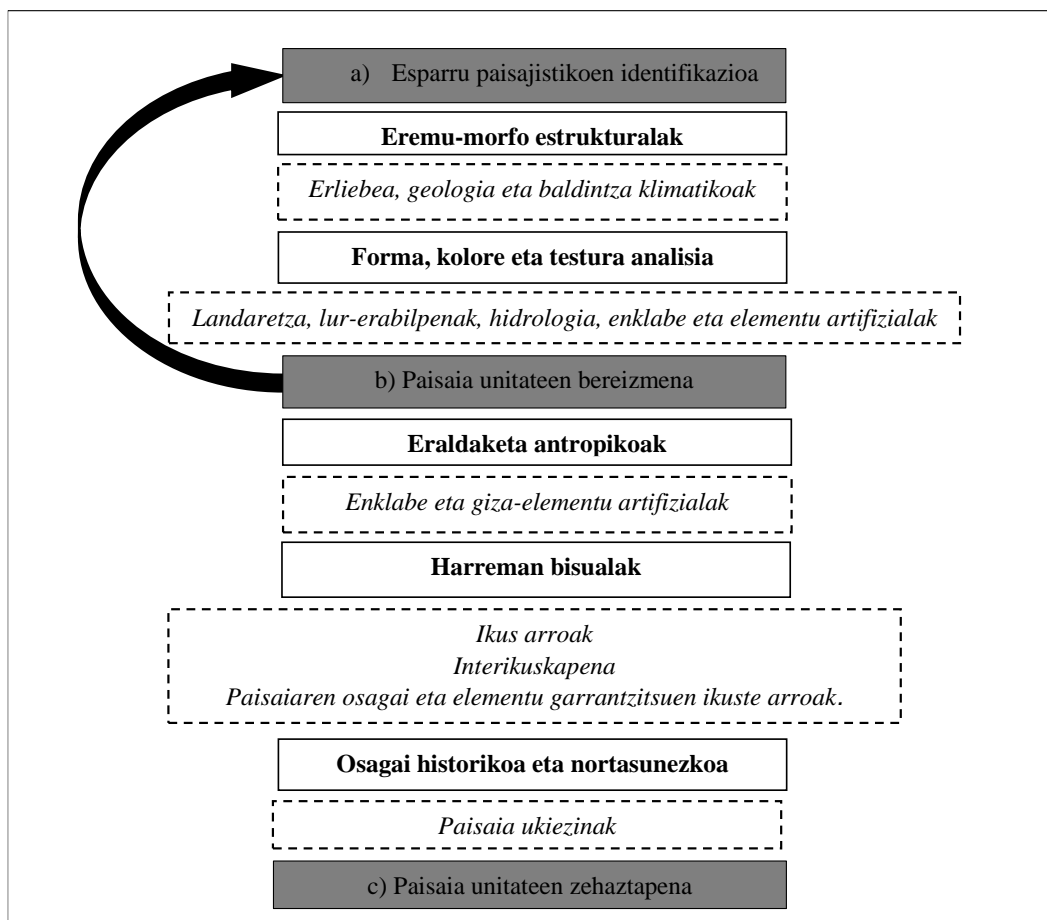 a) Esparru paisajistikoen identifikazioa
Eremu-morfo estrukturalak
Erliebea, geologia eta baldintza klimatikoak
Forma, kolore eta testura analisia
Landaretza, lur-erabilpenak, hidrologia, enklabe eta elementu artifizialak
b) Paisaia unitateen bereizmena
Eraldaketa antropikoak
Enklabe eta giza-elementu artifizialak
Harreman bisualak
Ikus arroak
Interikuskapena
Paisaiaren osagai eta elementu garrantzitsuen ikuste arroak.
Osagai historikoa eta nortasunezkoa
Paisaia ukiezinak
c) Paisaia unitateen zehaztapena